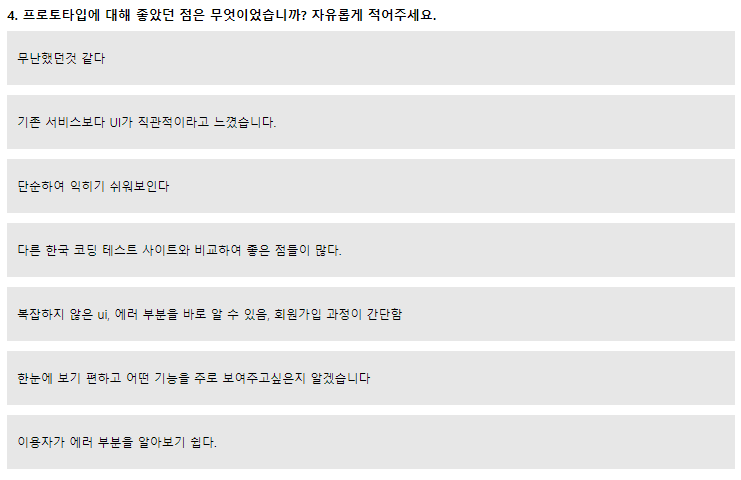 4. 프로토타입에 대해 좋았던 점은 무엇이었습니까? 자유롭게 적어주세요.
무난했던것 같다
기존 서비스보다 UI가 직관적이라고 느꼈습니다.
단순하여 익히기 쉬워보인다
다른 한국 코딩 테스트 사이트와 비교하여 좋은 점들이 많다.
복잡하지 않은 ui, 에러 부분을 바로 알 수 있음, 회원가입 과정이 간단함
한눈에 보기 편하고 어떤 기능을 주로 보여주고싶은지 알겠습니다
이용자가 에러 부분을 알아보기 쉽다.